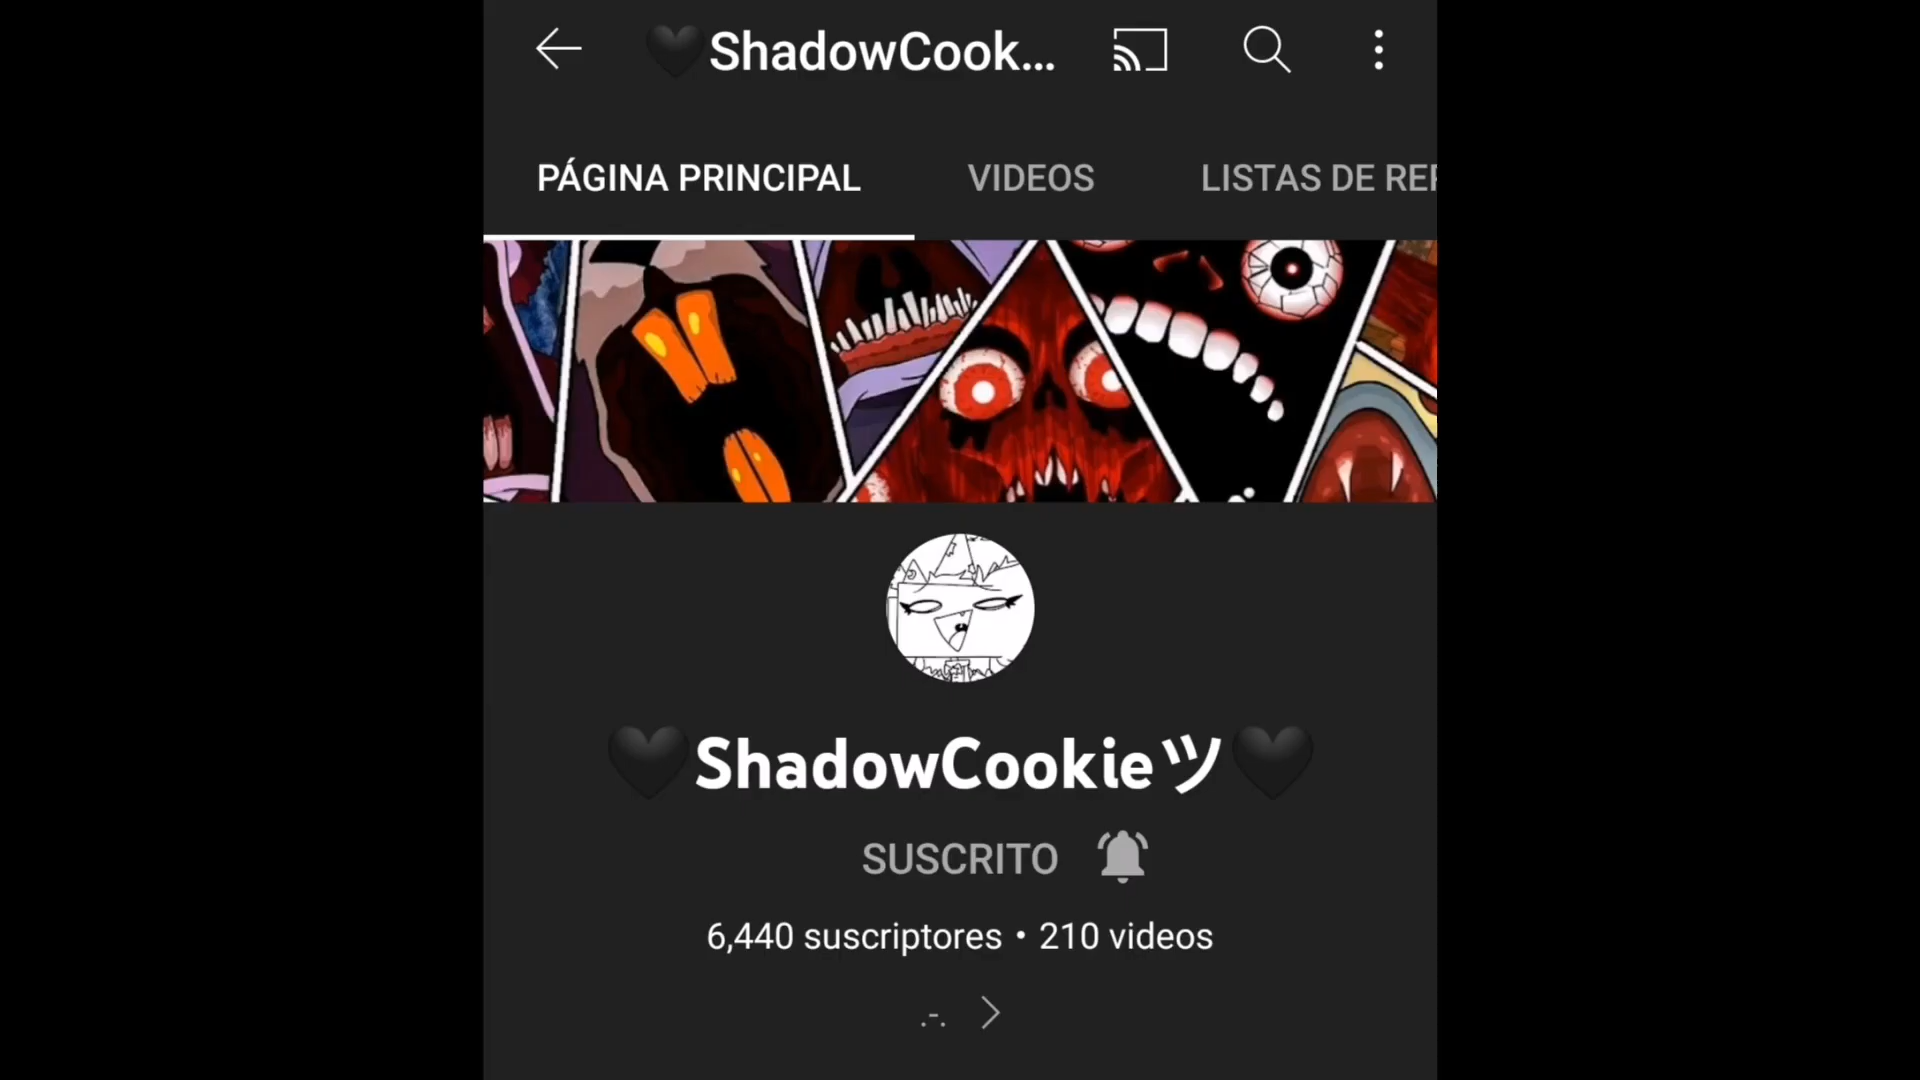 🖤ShadowCook...
PÁGINA PRINCIPAL VIDEOS LISTAS DE REP
🖤ShadowCookieツ🖤
SUSCRITO
6,440 suscriptores • 210 videos
.-.